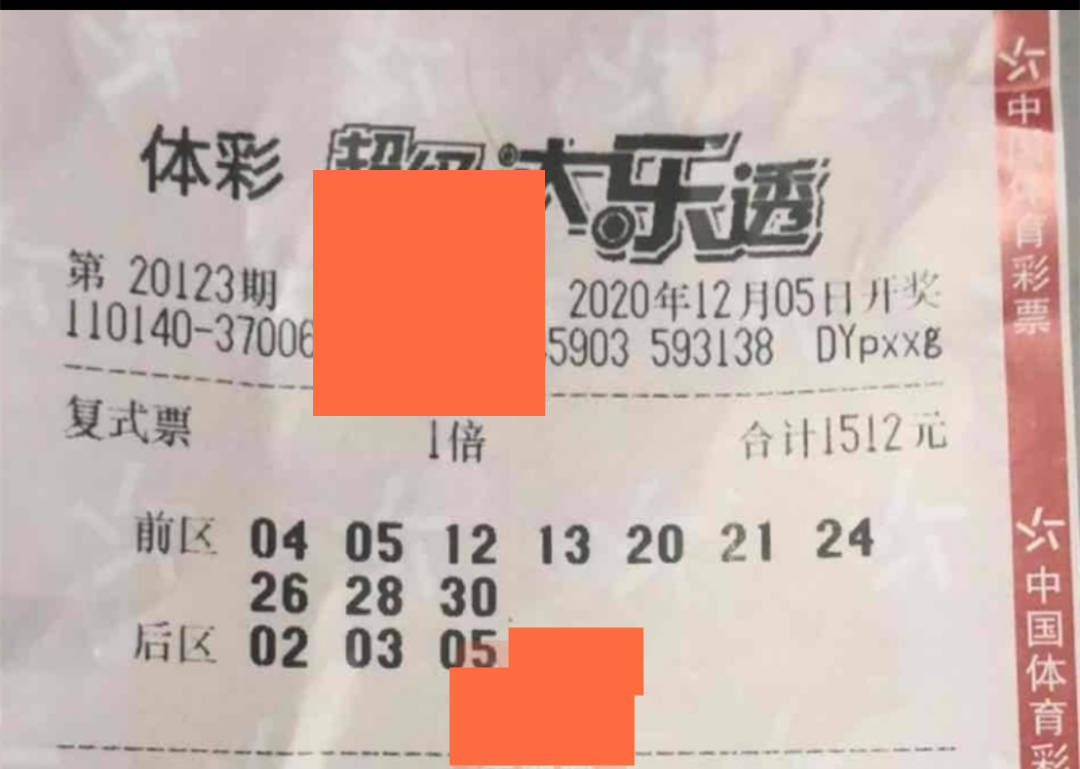 体彩 超级大乐透
第 20123期 2020年12月05日开奖
110140-37006 5903 593138 DYpxxg
复式票 1倍 合计1512元
前区 04 05 12 13 20 21 24
26 28 30
后区 02 03 05
中国体育彩票
中国体育彩